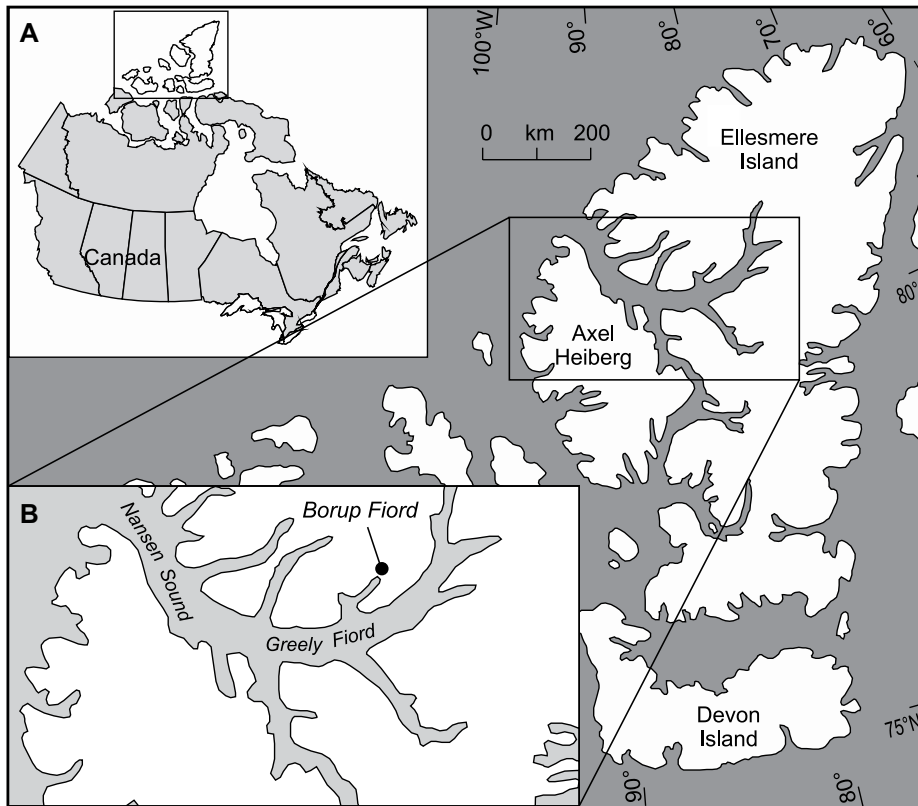 A
Canada
100°W
90°
80°
70°
60°
0 km 200
Ellesmere
Island
80°
Axel
Heiberg
B
Nansen Sound
Borup Fiord
Greely Fiord
Devon
Island
75°N
90°
80°